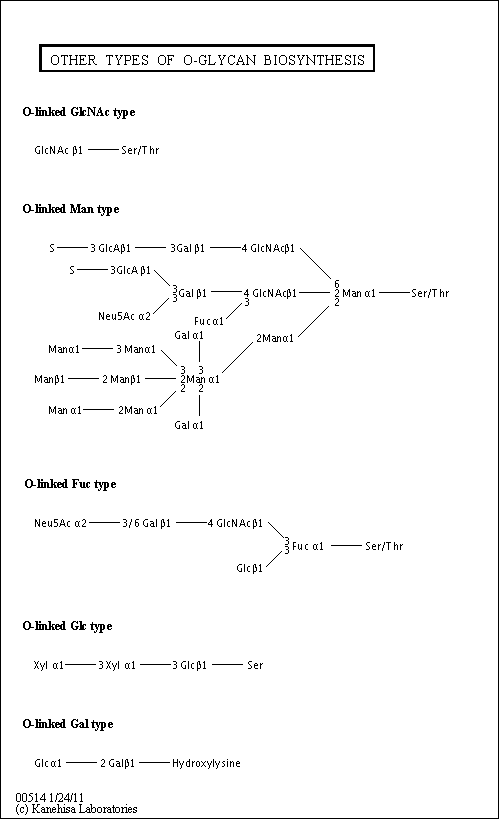 OTHER TYPES OF O-GLYCAN BIOSYNTHESIS
O-linked GlcNAc type
GlcNAc β1 Ser/Thr
O-linked Man type
S 3 GlcAβ1 3Gal β1 4 GlcNAcβ1
S 3GlcA β1
6
3
3 Gal β1 4 GlcNAcβ1 2 Man α1 Ser/Thr
3
2
Neu5Ac α2 Fuc α1
Gal α1
2Manα1
Manα1 3 Manα1
3 3
Manβ1 2 Manβ1 2Man α1
2 2
Man α1 2Man α1
Gal α1
O-linked Fuc type
Neu5Ac α2 3/6 Gal β1 4 GlcNAcβ1
3
3 Fuc α1 Ser/Thr
Glcβ1
O-linked Glc type
Xyl α1 3 Xyl α1 3 Glcβ1 Ser
O-linked Gal type
Glc α1 2 Galβ1 Hydroxylysine
00514 1/24/11
(c) Kanehisa Laboratories